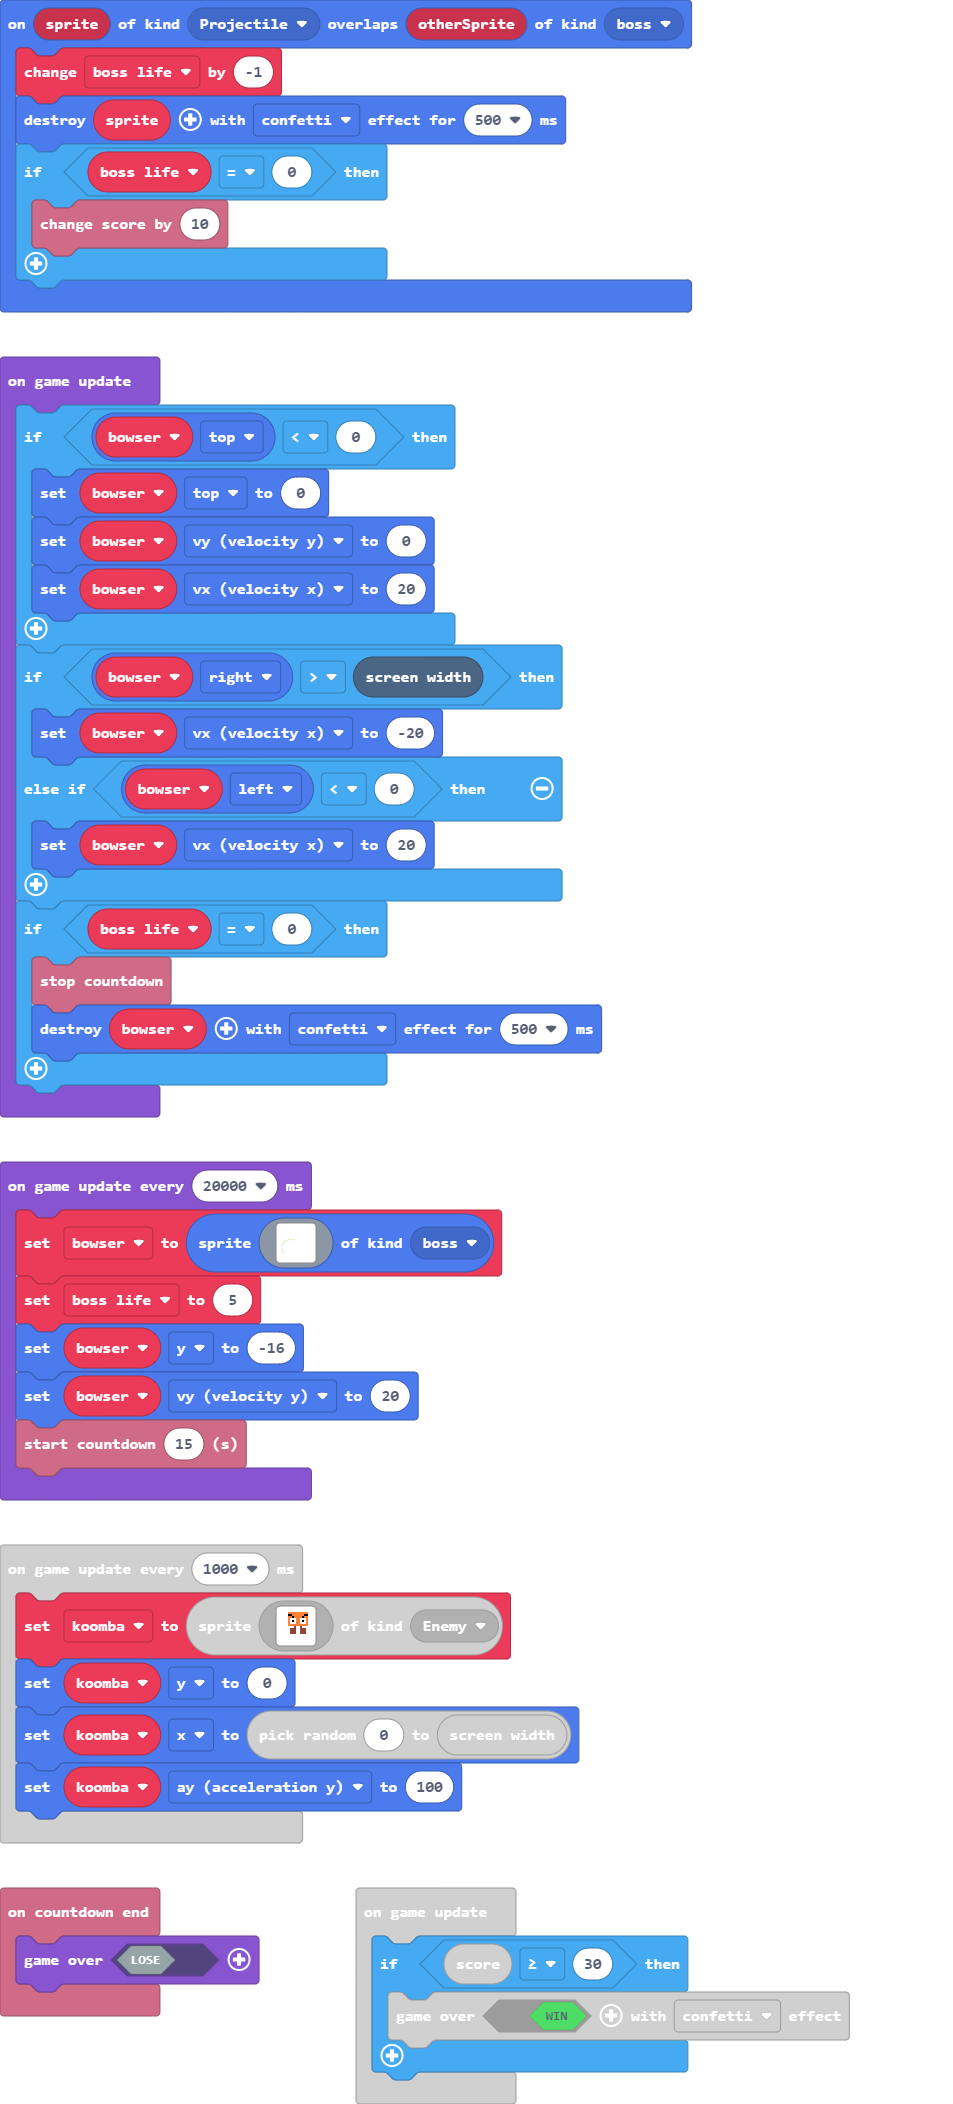 on sprite of kind Projectile overlaps otherSprite of kind boss
change boss life by -1
destroy sprite with confetti effect for 500 ms
if boss life = 0 then
change score by 10
on game update
if bowser top < 0 then
set bowser top to 0
set bowser vy (velocity y) to 0
set bowser vx (velocity x) to 20
if bowser right > screen width then
set bowser vx (velocity x) to -20
else if bowser left < 0 then
set bowser vx (velocity x) to 20
if boss life = 0 then
stop countdown
destroy bowser with confetti effect for 500 ms
on game update every 20000 ms
set bowser to sprite of kind boss
set boss life to 5
set bowser y to -16
set bowser vy (velocity y) to 20
start countdown 15 (s)
on game update every 1000 ms
set koomba to sprite of kind Enemy
set koomba y to 0
set koomba x to pick random 0 to screen width
set koomba ay (acceleration y) to 100
on countdown end
game over LOSE
on game update
if score ≥ 30 then
game over WIN with confetti effect